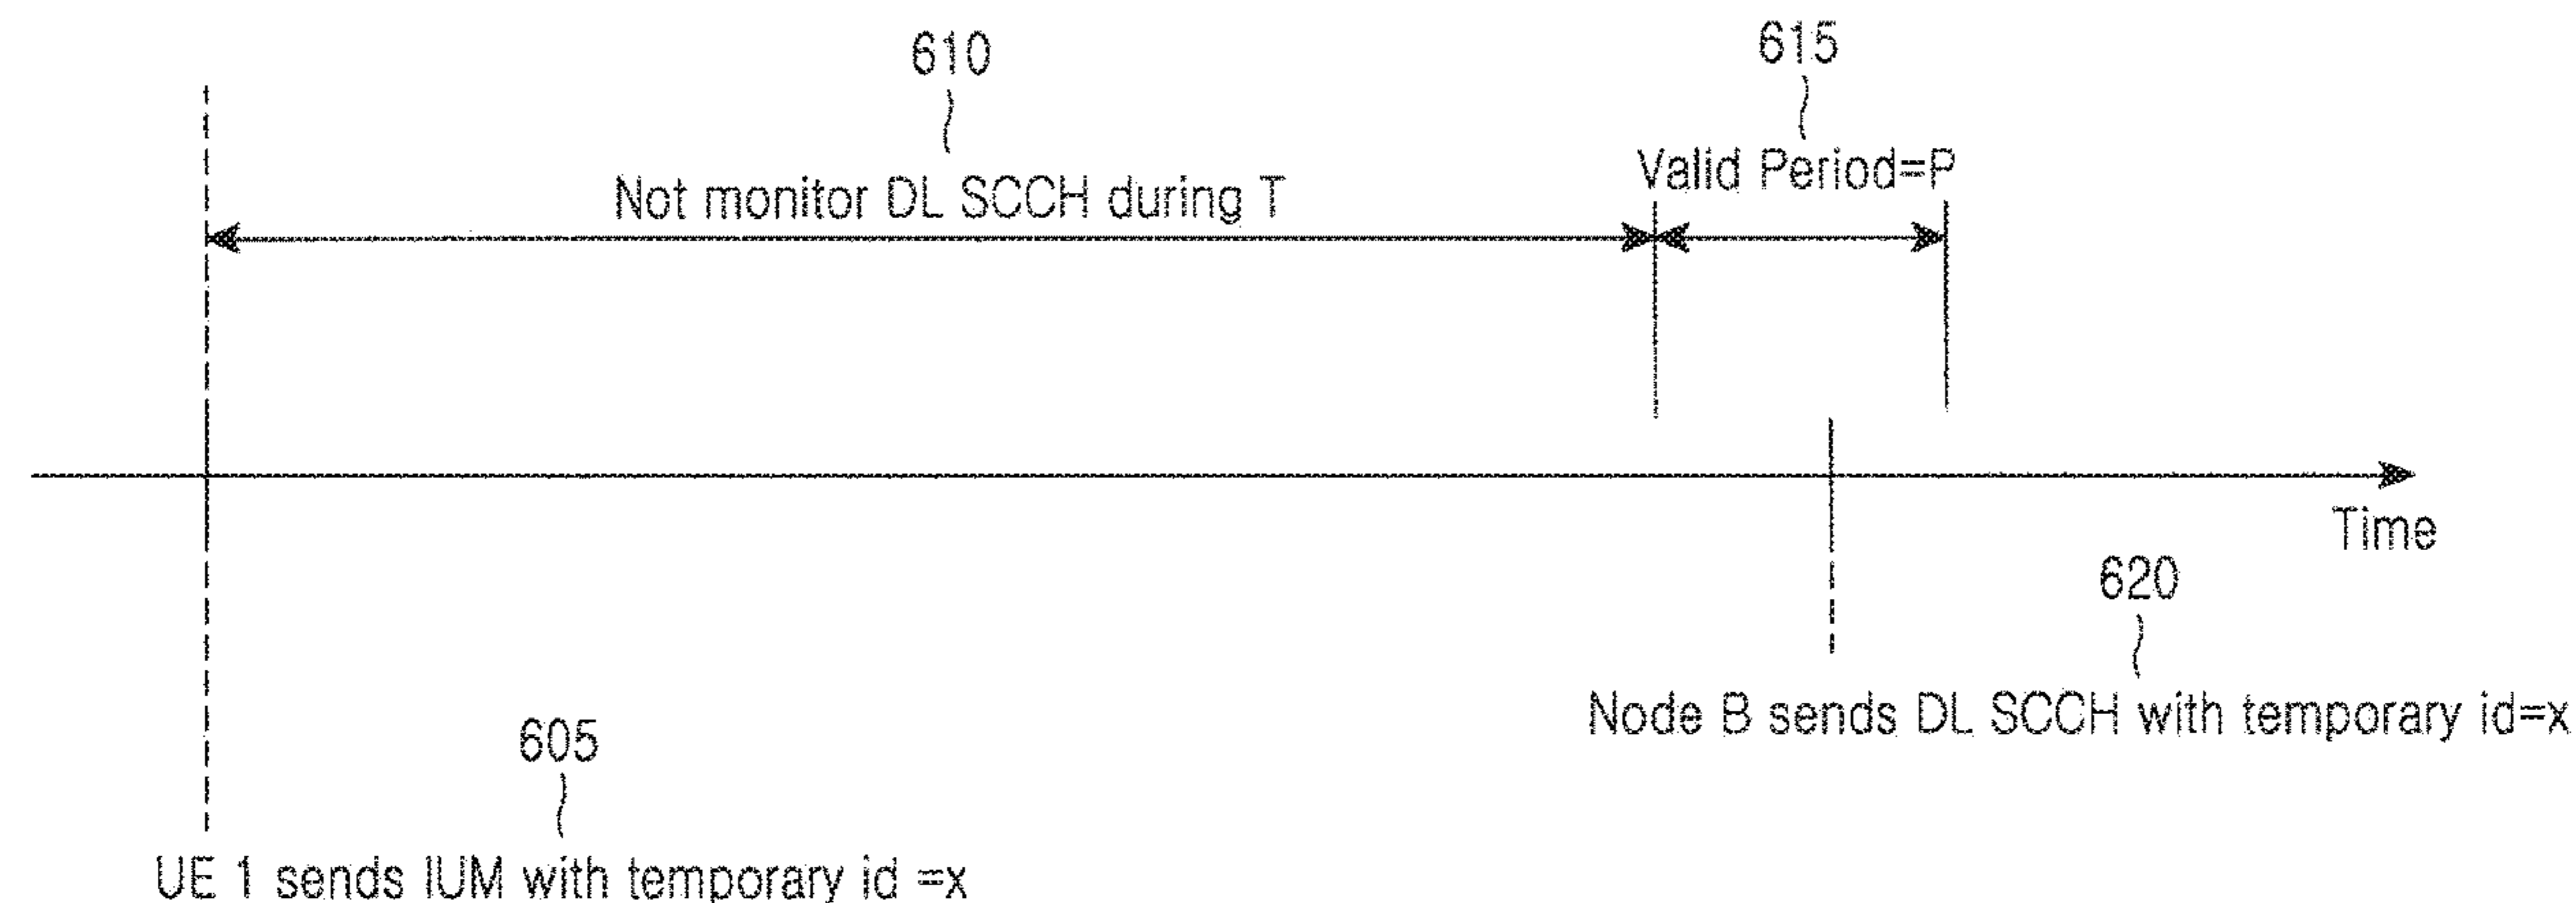 610
615
Not monitor DL SCCH during T
Valid Period=P
Time
620
Node B sends DL SCCH with temporary id=x
605
UE 1 sends IUM with temporary id =x